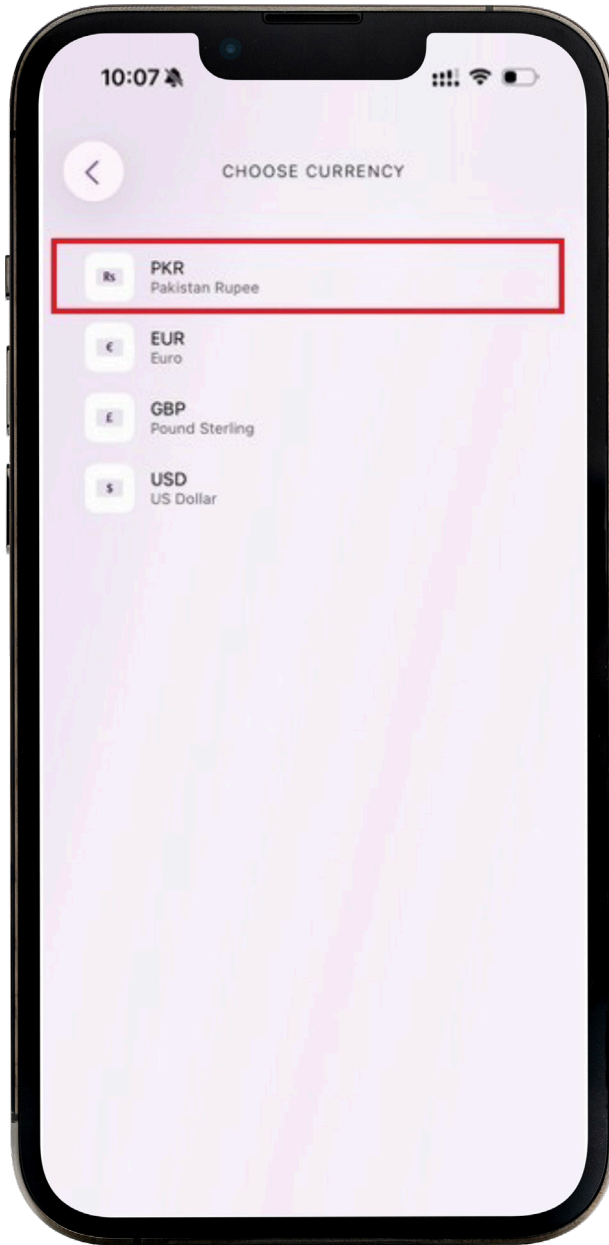 10:07
CHOOSE CURRENCY
Rs
PKR
Pakistan Rupee
€
EUR
Euro
£
GBP
Pound Sterling
$
USD
US Dollar